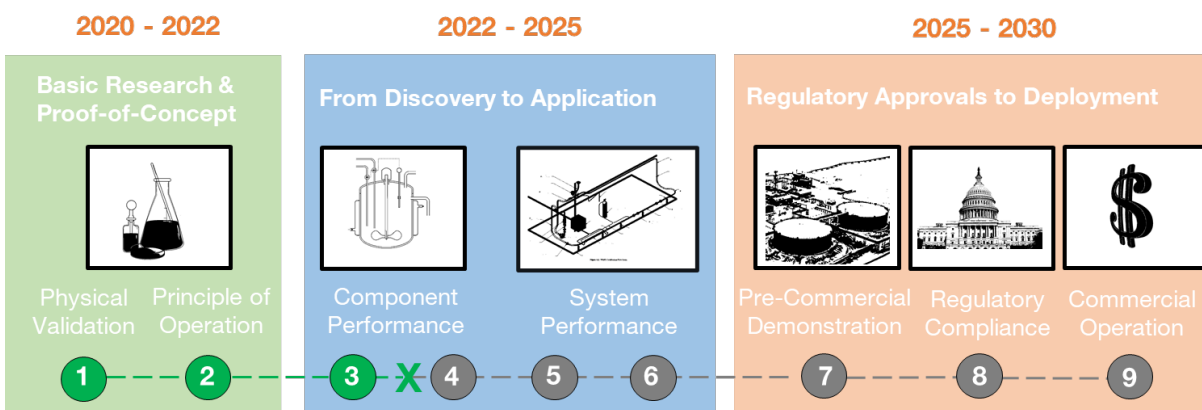 2020 - 2022
2022 - 2025
2025 - 2030
Basic Research &
Proof-of-Concept
From Discovery to Application
Regulatory Approvals to Deployment
Physical
Validation
Principle of
Operation
Component
Performance
System
Performance
Pre-Commercial
Demonstration
Regulatory
Compliance
Commercial
Operation
1
2
3
X
4
5
6
7
8
9